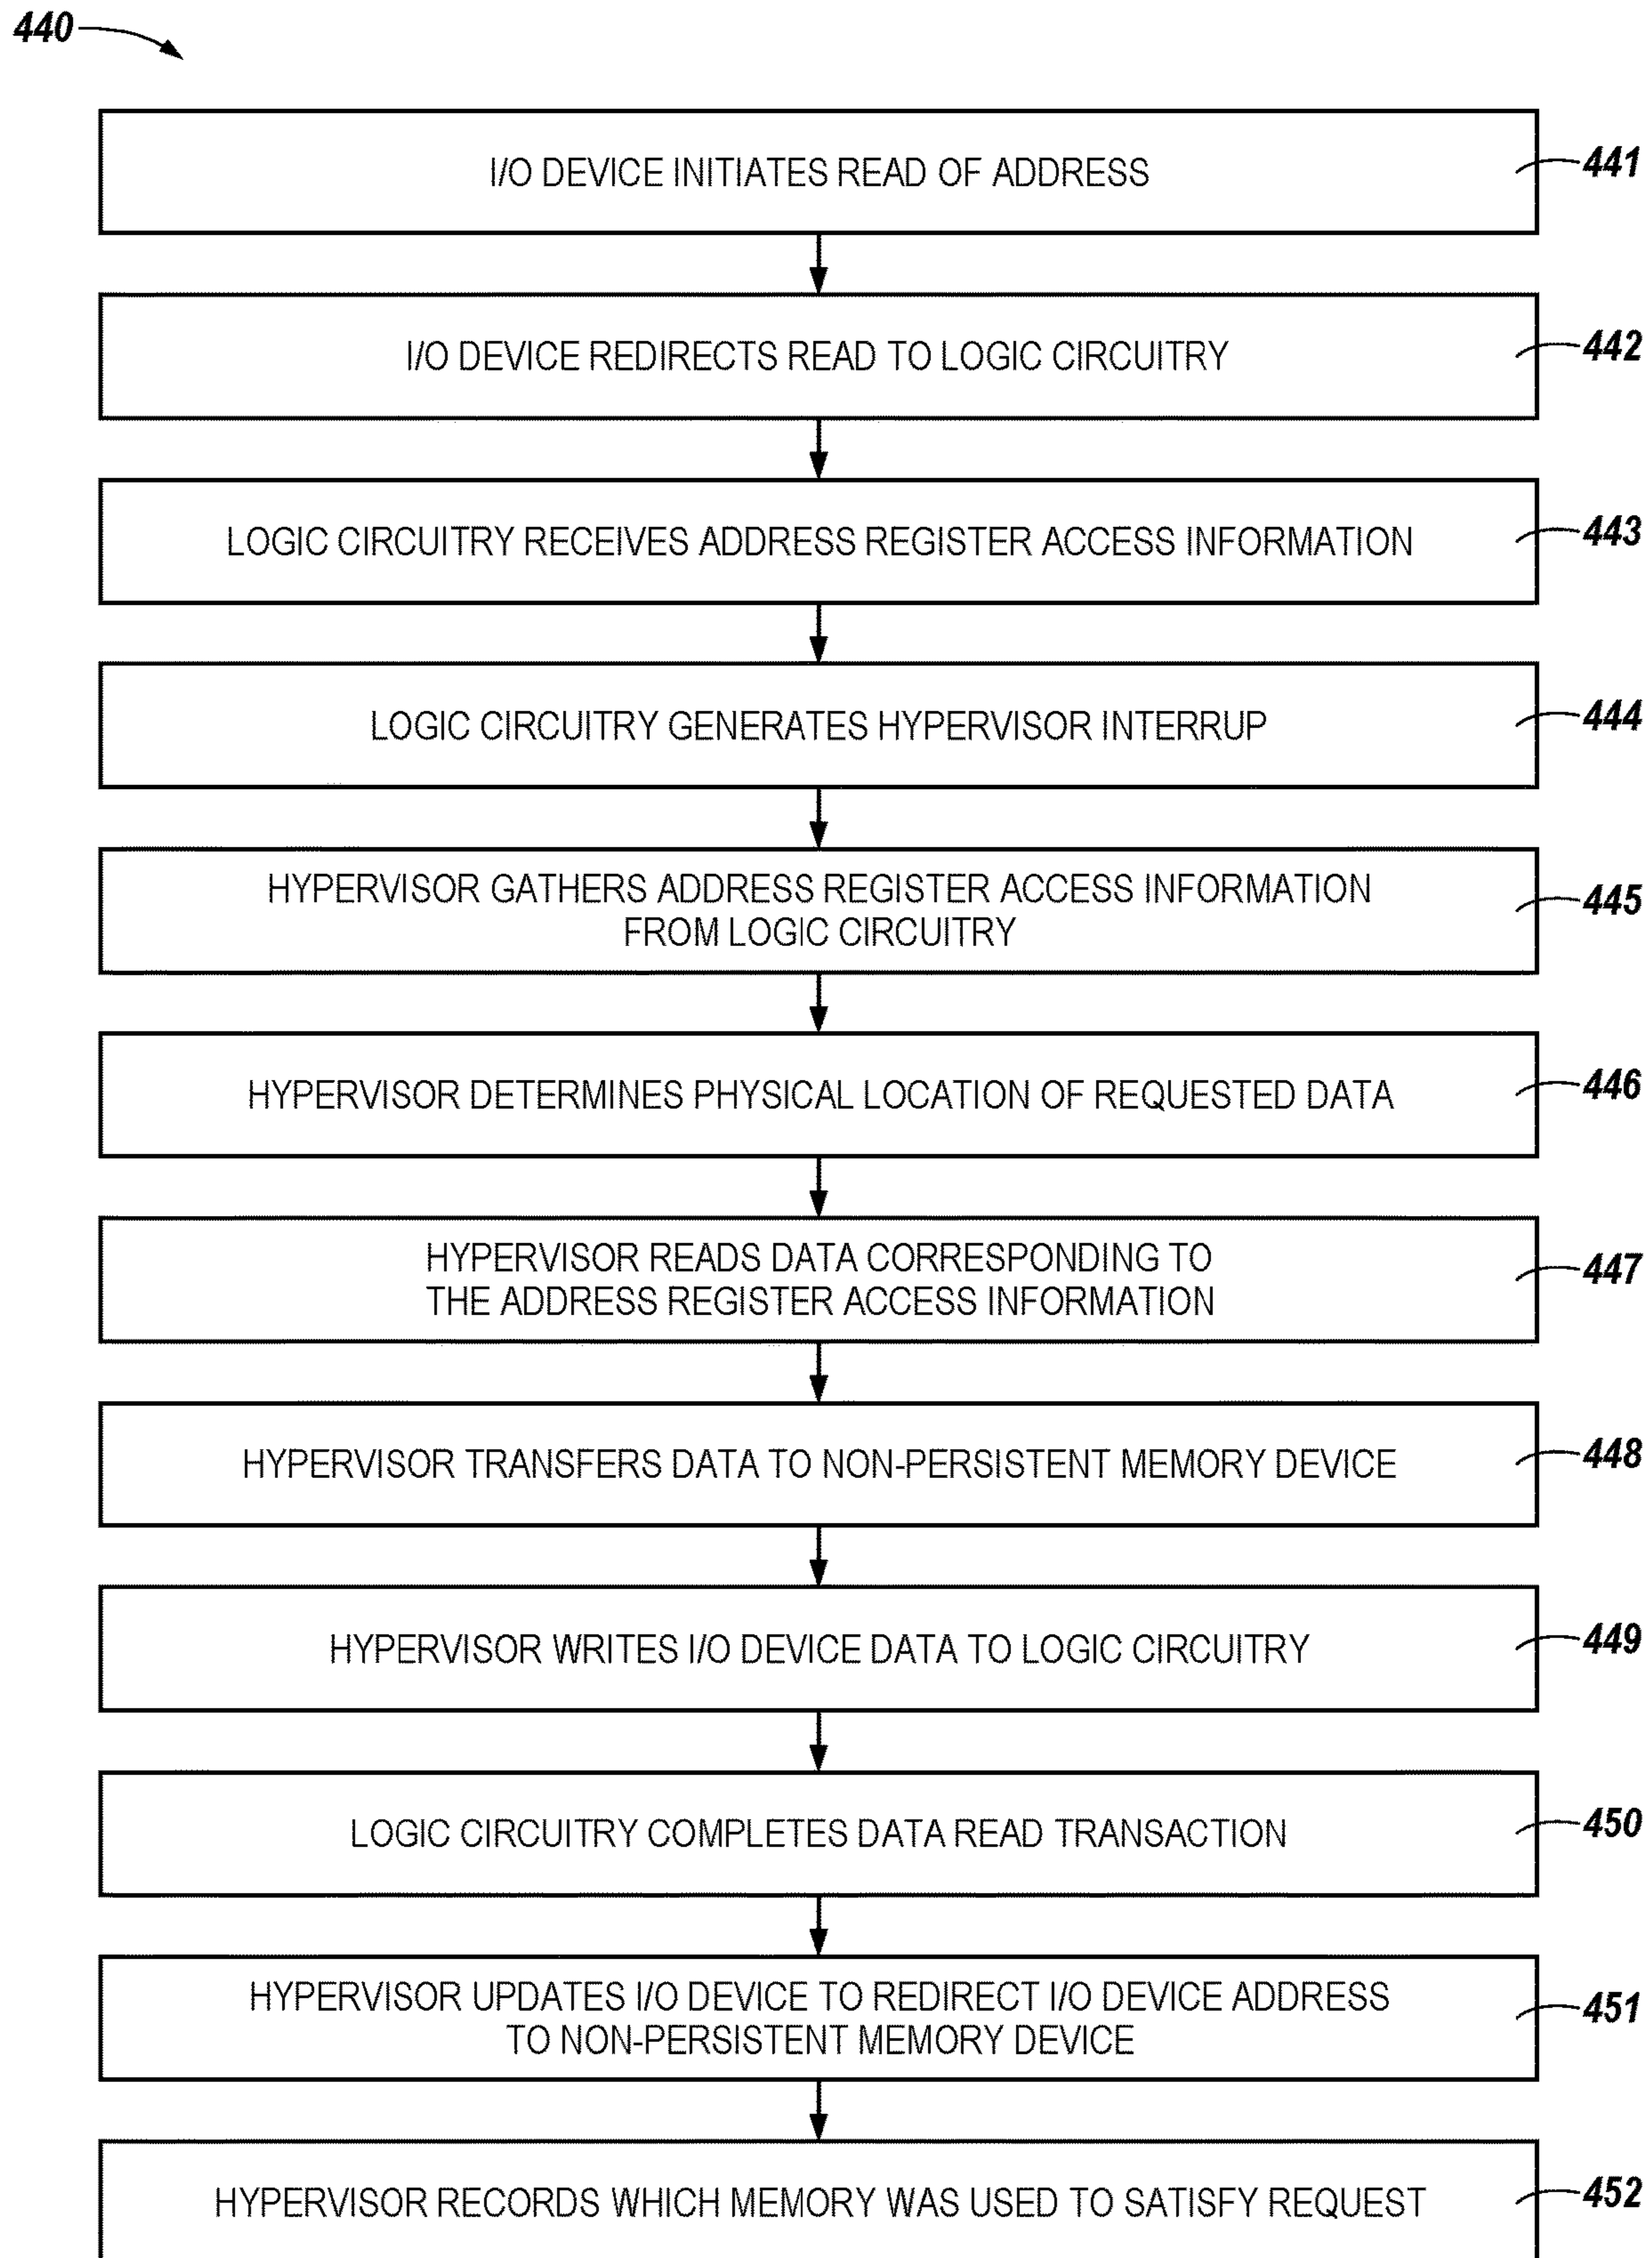 440
I/O DEVICE INITIATES READ OF ADDRESS
441
I/O DEVICE REDIRECTS READ TO LOGIC CIRCUITRY
442
LOGIC CIRCUITRY RECEIVES ADDRESS REGISTER ACCESS INFORMATION
443
LOGIC CIRCUITRY GENERATES HYPERVISOR INTERRUP
444
HYPERVISOR GATHERS ADDRESS REGISTER ACCESS INFORMATION
FROM LOGIC CIRCUITRY
445
HYPERVISOR DETERMINES PHYSICAL LOCATION OF REQUESTED DATA
446
HYPERVISOR READS DATA CORRESPONDING TO
THE ADDRESS REGISTER ACCESS INFORMATION
447
HYPERVISOR TRANSFERS DATA TO NON-PERSISTENT MEMORY DEVICE
448
HYPERVISOR WRITES I/O DEVICE DATA TO LOGIC CIRCUITRY
449
LOGIC CIRCUITRY COMPLETES DATA READ TRANSACTION
450
HYPERVISOR UPDATES I/O DEVICE TO REDIRECT I/O DEVICE ADDRESS
TO NON-PERSISTENT MEMORY DEVICE
451
HYPERVISOR RECORDS WHICH MEMORY WAS USED TO SATISFY REQUEST
452